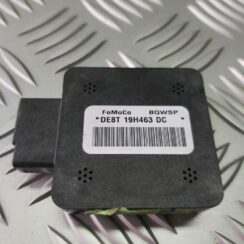 FoMoCo BQWSP
*DE8T 19H463 DC *